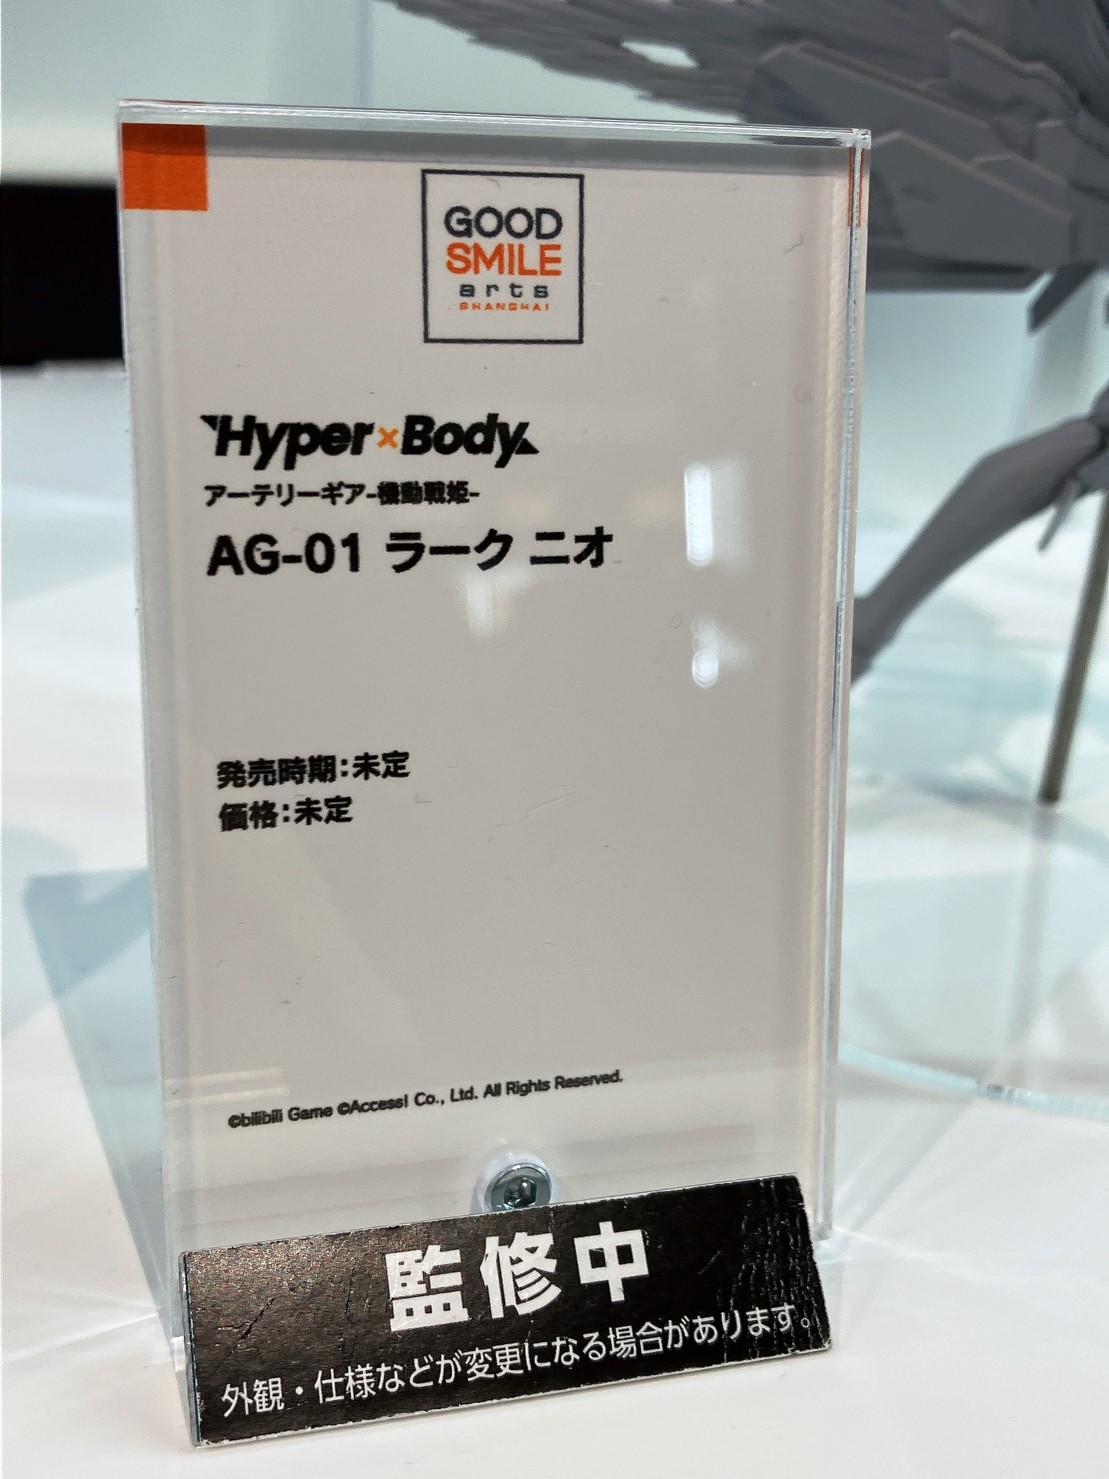 GOOD
SMILE
arts
SHANGHAI
Hyper×Body
アーテリーギア-機動戦姫-
AG-01 ラーク ニオ
発売時期:未定
価格:未定
©bilibili Game ©Access! Co., Ltd. All Rights Reserved.
監修中
外観・仕様などが変更になる場合があります。